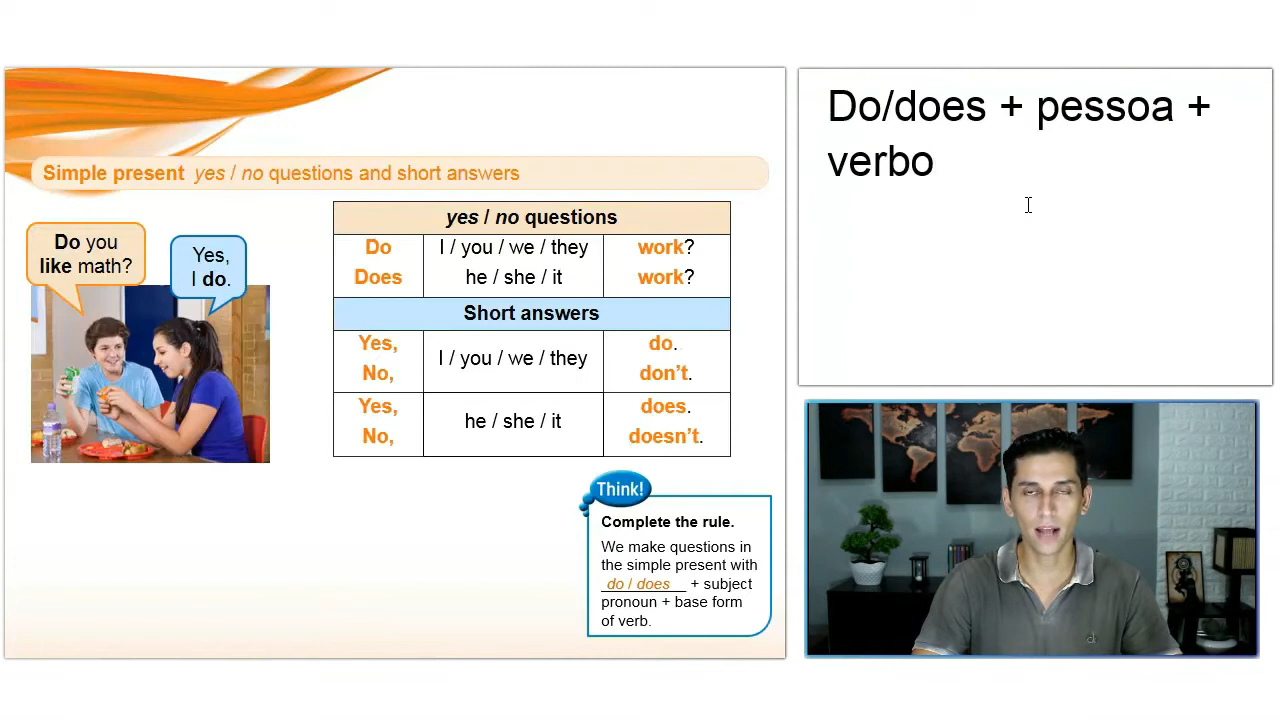 Simple present yes / no questions and short answers
Do you
like math?
Yes,
I do.
yes / no questions
Do I / you / we / they work?
Does he / she / it work?
Short answers
Yes, do.
I / you / we / they
No, don't.
Yes, does.
he / she / it
No, doesn't.
Think!
Complete the rule.
We make questions in
the simple present with
do / does + subject
pronoun + base form
of verb.
Do/does + pessoa +
verbo